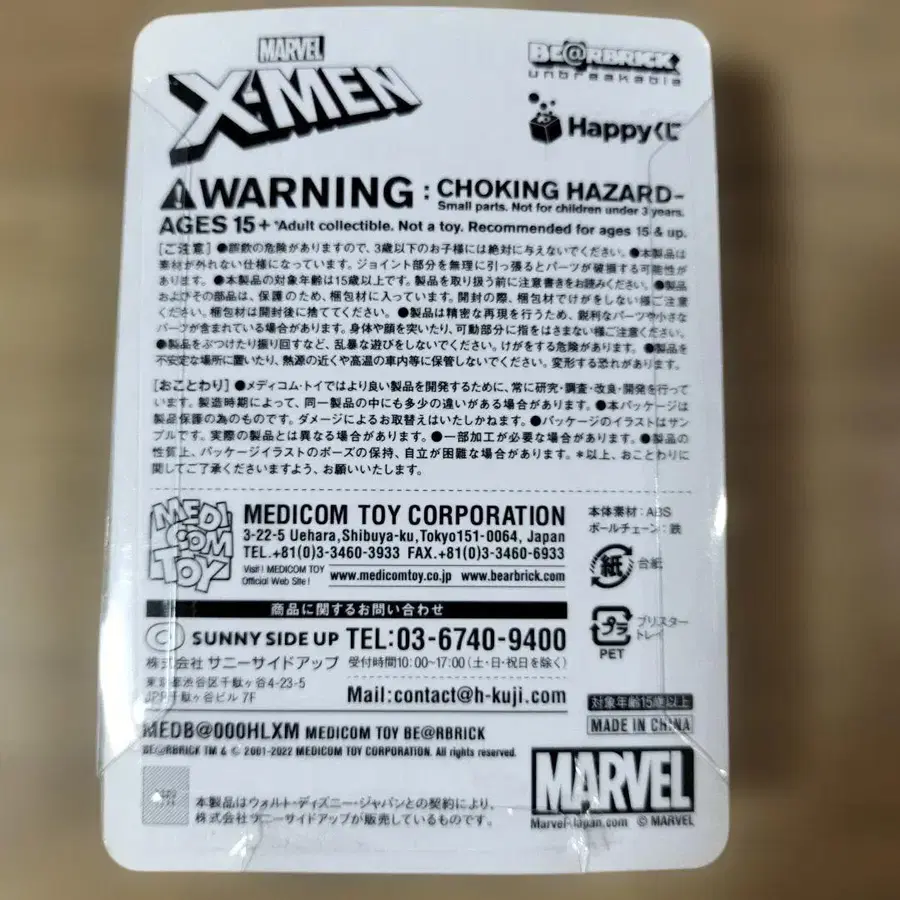 MARVEL
X-MEN
BE@RBRICK
unbreakable
Happyくじ
WARNING : CHOKING HAZARD-
Small parts. Not for children under 3 years.
AGES 15+ *Adult collectible. Not a toy. Recommended for ages 15 & up.
[ご注意] ●誤飲の危険がありますので、3歳以下のお子様には絶対に与えないでください。●本製品は
素材が外れない仕様になっています。ジョイント部分を無理に引っ張るとパーツが破損する可能性が
あります。●本製品の対象年齢は15歳以上です。製品を取り扱う前に注意書きをお読みください。●製品
およびその部品は、保護のため、梱包材に入っています。開封の際、梱包材でけがをしない様ご注意
ください。梱包材は開封後に捨ててください。●製品は精密な再現を行うため、鋭利なパーツや小さな
パーツが含まれている場合があります。身体や顔を突いたり、可動部分に指をはさまない様ご注意ください。
●製品をぶつけたり振り回すなど、乱暴な遊びをしないでください。けがをする危険があります。●製品を
不安定な場所に置いたり、熱源の近くや高温の車内等に保管しないでください。変形する恐れがあります。
[おことわり] ●メディコム・トイではより良い製品を開発するために、常に研究・調査・改良・開発を行って
います。製造時期によって、同一製品の中にも多少の違いがある場合があります。●本パッケージは
製品保護の為のものです。ダメージによるお取替えはいたしかねます。●パッケージのイラストはサン
プルです。実際の製品とは異なる場合があります。●一部加工が必要な場合があります。●製品の
性質上、パッケージイラストのポーズの保持、自立が困難な場合があります。*以上、おことわりに
関してご了承くださいますよう、お願いいたします。
MEDI COM TOY
MEDICOM TOY CORPORATION
3-22-5 Uehara,Shibuya-ku,Tokyo151-0064, Japan
TEL.+81(0)3-3460-3933 FAX.+81(0)3-3460-6933
Visit! MEDICOM TOY
Official Web Site!
www.medicomtoy.co.jp www.bearbrick.com
本体素材：ABS
ボールチェーン：鉄
紙 台紙
プラ ブリスター
トレイ
PET
商品に関するお問い合わせ
SUNNY SIDE UP TEL:03-6740-9400
株式会社 サニーサイドアップ 受付時間10:00~17:00(土・日・祝日を除く)
東京都渋谷区千駄ヶ谷4-23-5
JPR千駄ヶ谷ビル 7F
Mail:contact@h-kuji.com
対象年齢15歳以上
MADE IN CHINA
MEDB@000HLXM MEDICOM TOY BE@RBRICK
BE@RBRICK TM & © 2001-2022 MEDICOM TOY CORPORATION. All rights reserved.
MARVEL
Marvel-Japan.com © MARVEL
本製品はウォルト・ディズニー・ジャパンとの契約により、
株式会社サニーサイドアップが販売しているものです。